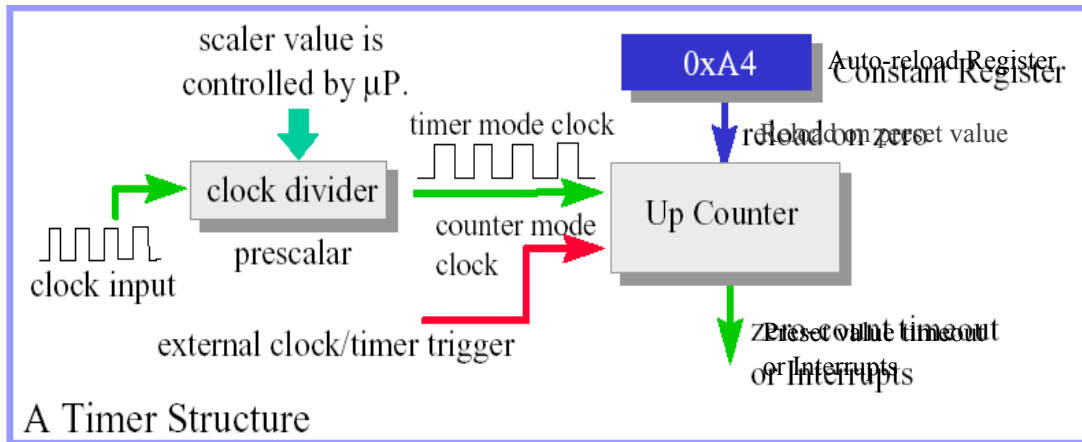 scaler value is
controlled by μP.
0xA4
Auto-reload Register
Constant Register
timer mode clock
Reload on preset value
reload on zero
clock divider
Up Counter
counter mode
clock
prescalar
clock input
external clock/timer trigger
Preset value timeout
or Interrupts
zero-count timeout
or Interrupts
A Timer Structure